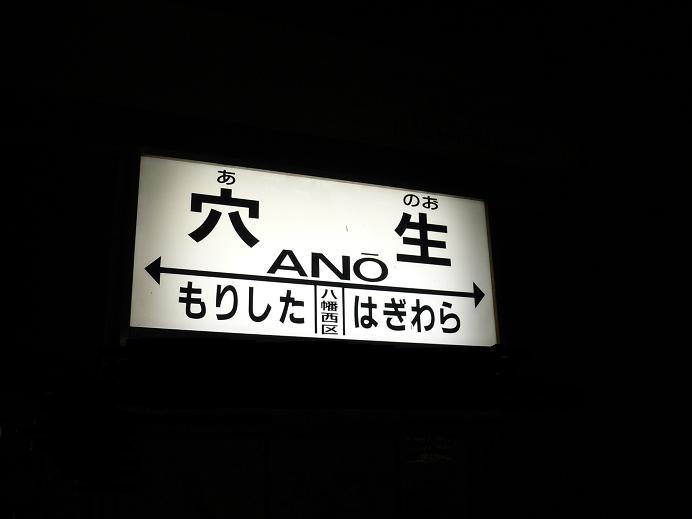 あ のお
穴 生
ANŌ
もりした 八幡西区 はぎわら